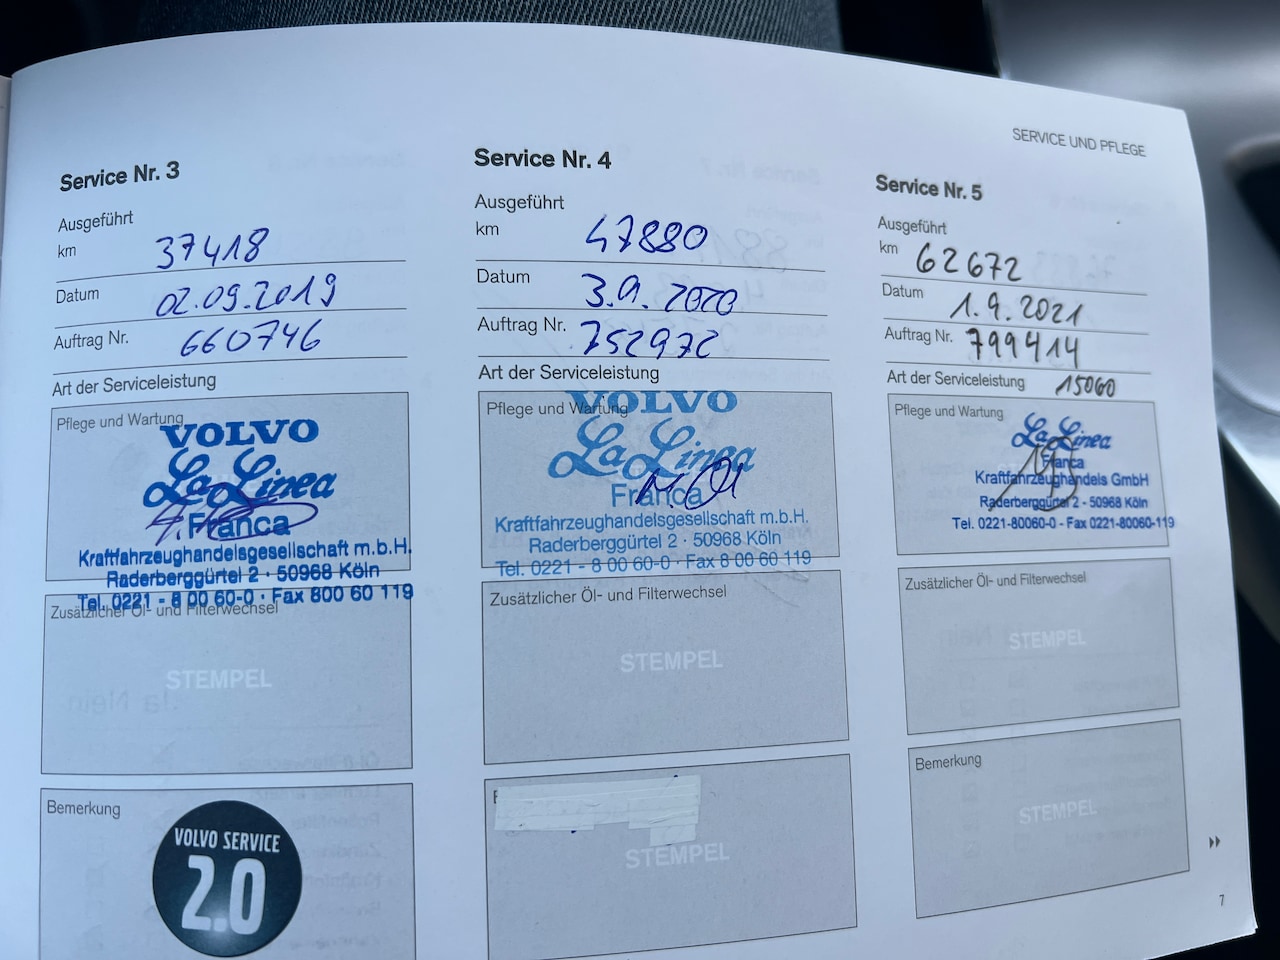 SERVICE UND PFLEGE
Service Nr. 3
Ausgeführt
km 37418
Datum 02.09.2019
Auftrag Nr. 660746
Art der Serviceleistung
Pflege und Wartung
VOLVO
La Linea
Franca
Kraftfahrzeughandelsgesellschaft m.b.H.
Raderberggürtel 2 · 50968 Köln
Tel. 0221 - 8 00 60-0 · Fax 800 60 119
Zusätzlicher Öl- und Filterwechsel
STEMPEL
Bemerkung
VOLVO SERVICE
2.0
Service Nr. 4
Ausgeführt
km 47880
Datum 3.9.2020
Auftrag Nr. 752972
Art der Serviceleistung
Pflege und Wartung
VOLVO
La Linea
Franca
Kraftfahrzeughandelsgesellschaft m.b.H.
Raderberggürtel 2 · 50968 Köln
Tel. 0221 - 8 00 60-0 · Fax 8 00 60 119
Zusätzlicher Öl- und Filterwechsel
STEMPEL
STEMPEL
Service Nr. 5
Ausgeführt
km 62672
Datum 1.9.2021
Auftrag Nr. 799414
Art der Serviceleistung 15060
Pflege und Wartung
La Linea
Franca
Kraftfahrzeughandels GmbH
Raderberggürtel 2 - 50968 Köln
Tel. 0221-80060-0 - Fax 0221-80060-119
Zusätzlicher Öl- und Filterwechsel
STEMPEL
Bemerkung
STEMPEL
7